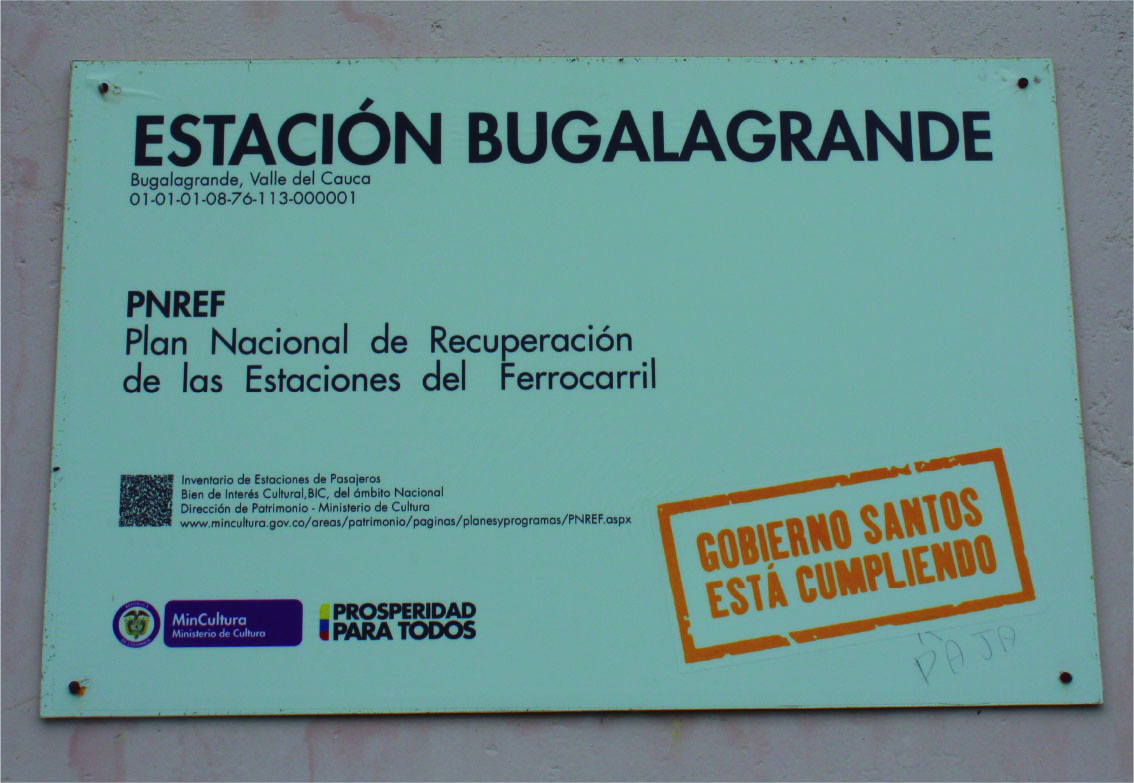 ESTACIÓN BUGALAGRANDE
Bugalagrande, Valle del Cauca
01-01-01-08-76-113-000001
PNREF
Plan Nacional de Recuperación
de las Estaciones del Ferrocarril
Inventario de Estaciones de Pasajeros
Bien de Interés Cultural,BIC, del ámbito Nacional
Dirección de Patrimonio - Ministerio de Cultura
www.mincultura.gov.co/areas/patrimonio/paginas/planesyprogramas/PNREF.aspx
GOBIERNO SANTOS
ESTÁ CUMPLIENDO
MinCultura
Ministerio de Cultura
PROSPERIDAD
PARA TODOS
PAJA